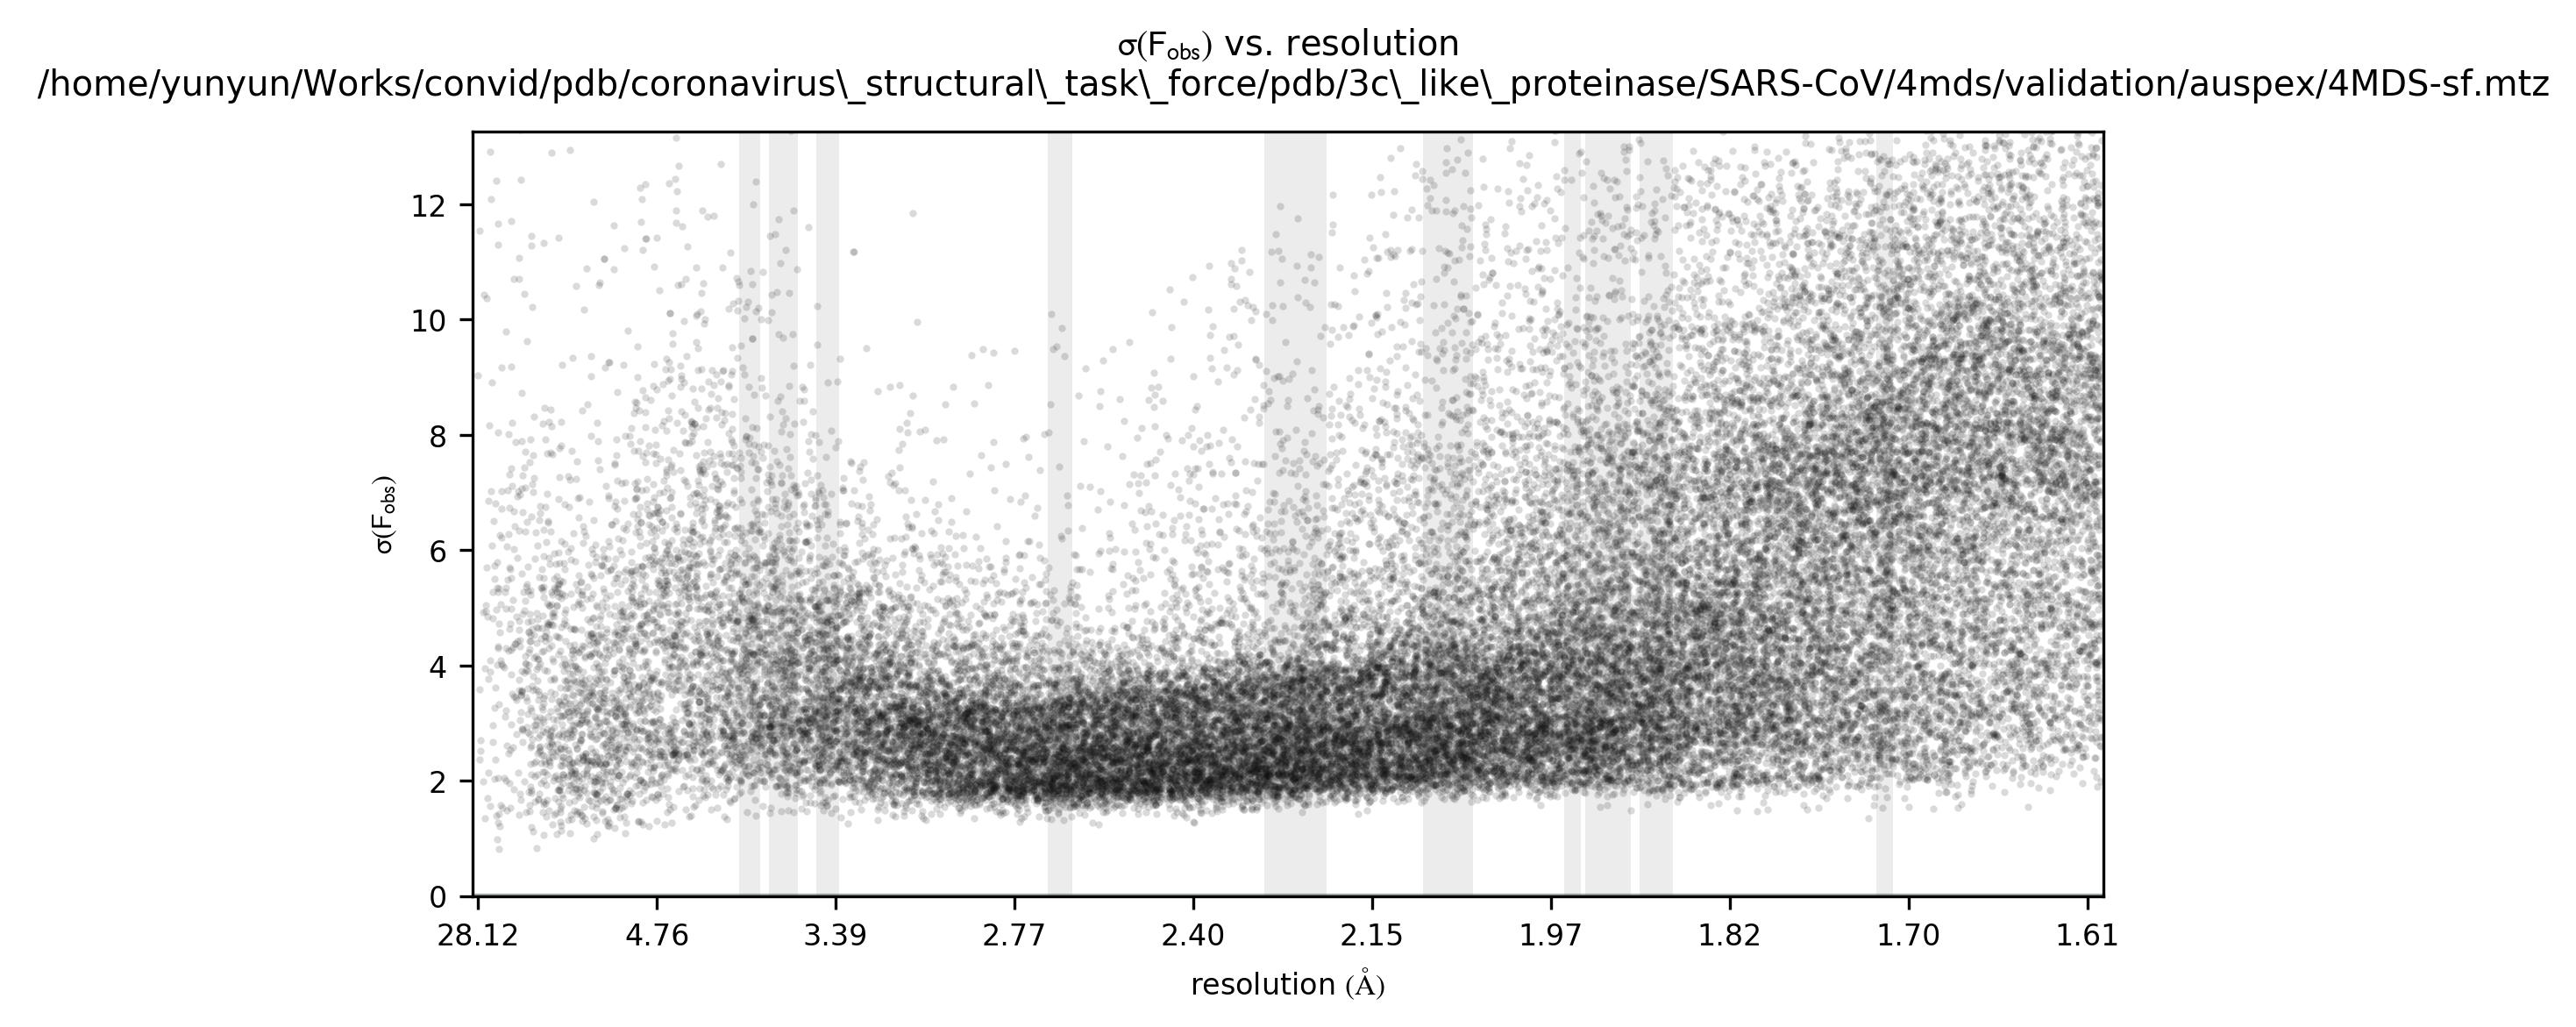 σ(Fobs) vs. resolution
/home/yunyun/Works/convid/pdb/coronavirus\_structural\_task\_force/pdb/3c\_like\_proteinase/SARS-CoV/4mds/validation/auspex/4MDS-sf.mtz
12
10
8
6
4
2
0
σ(Fobs)
28.12 4.76 3.39 2.77 2.40 2.15 1.97 1.82 1.70 1.61
resolution (Å)